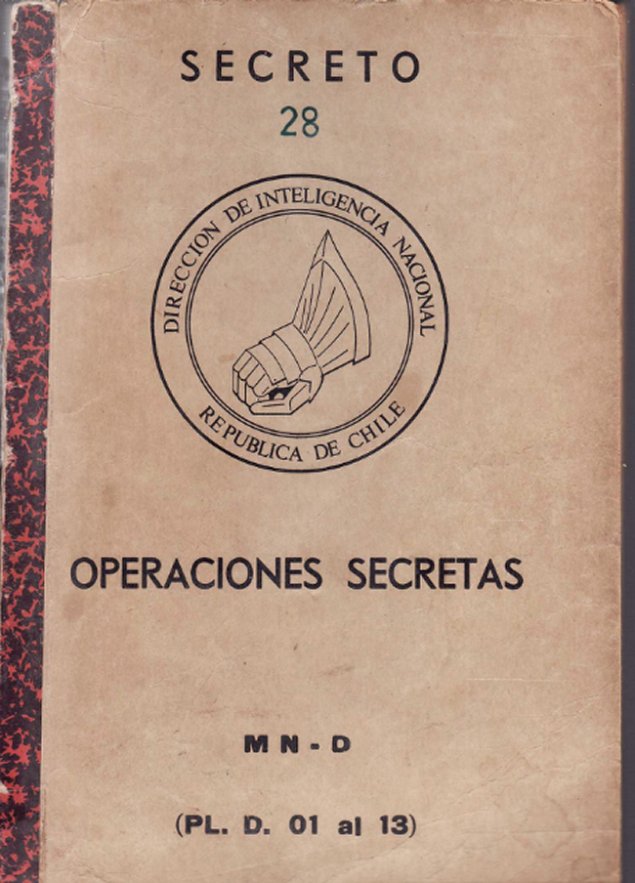 SECRETO
28
DIRECCION DE INTELIGENCIA NACIONAL
REPUBLICA DE CHILE
OPERACIONES SECRETAS
MN-D
(PL. D. 01 al 13)